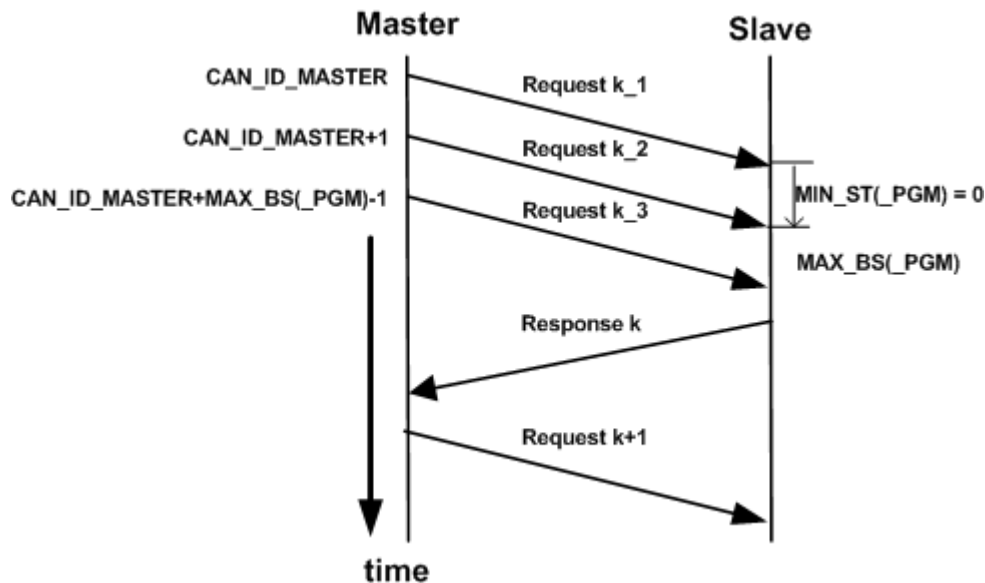 Master
Slave
CAN_ID_MASTER
Request k_1
CAN_ID_MASTER+1
Request k_2
CAN_ID_MASTER+MAX_BS(_PGM)-1
Request k_3
MIN_ST(_PGM) = 0
MAX_BS(_PGM)
Response k
Request k+1
time